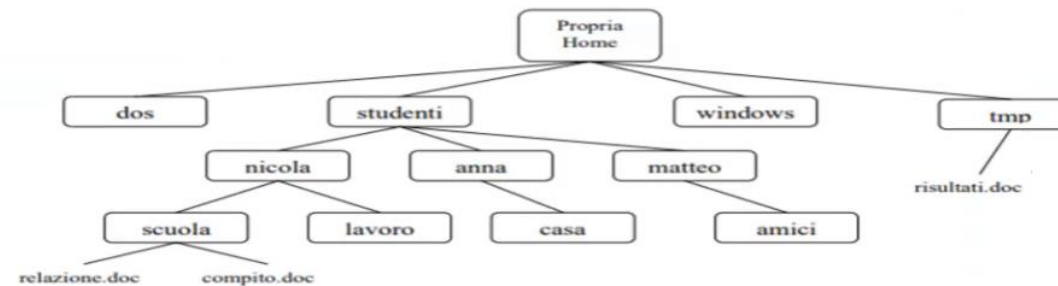 Propria
Home
dos
studenti
windows
tmp
nicola
anna
matteo
risultati.doc
scuola
lavoro
casa
amici
relazione.doc
compito.doc